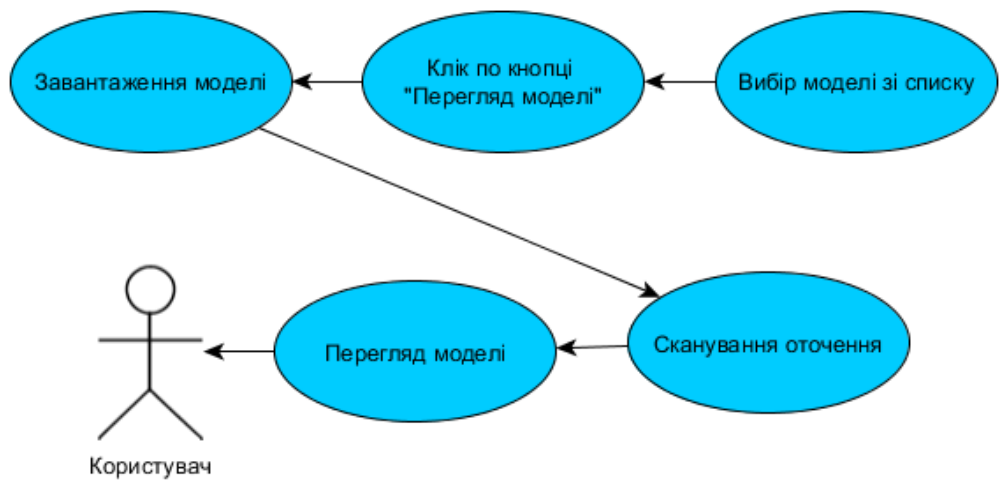 Завантаження моделі
Клік по кнопці
"Перегляд моделі"
Вибір моделі зі списку
Перегляд моделі
Сканування оточення
Користувач